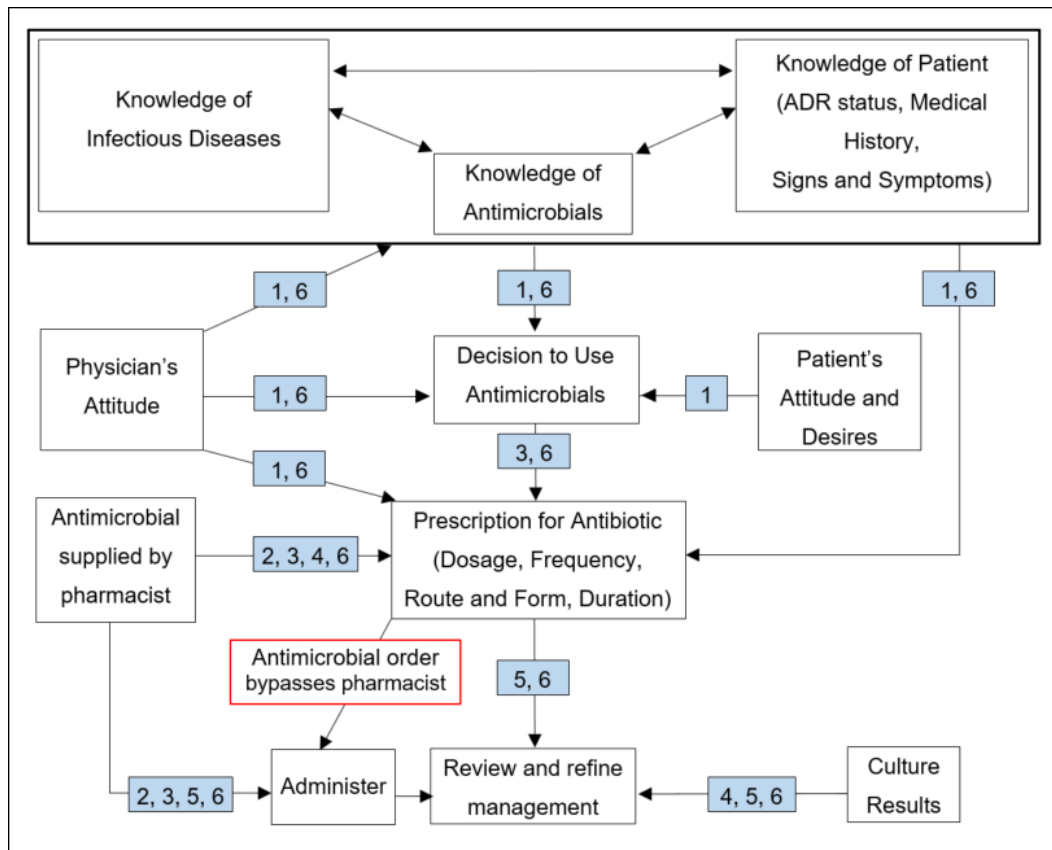 Knowledge of
Infectious Diseases
Knowledge of Patient
(ADR status, Medical
History,
Signs and Symptoms)
Knowledge of
Antimicrobials
1, 6
1, 6
1, 6
Physician's
Attitude
1, 6
Decision to Use
Antimicrobials
1
Patient's
Attitude and
Desires
3, 6
1, 6
Antimicrobial
supplied by
pharmacist
2, 3, 4, 6
Prescription for Antibiotic
(Dosage, Frequency,
Route and Form, Duration)
Antimicrobial order
bypasses pharmacist
5, 6
2, 3, 5, 6
Administer
Review and refine
management
4, 5, 6
Culture
Results